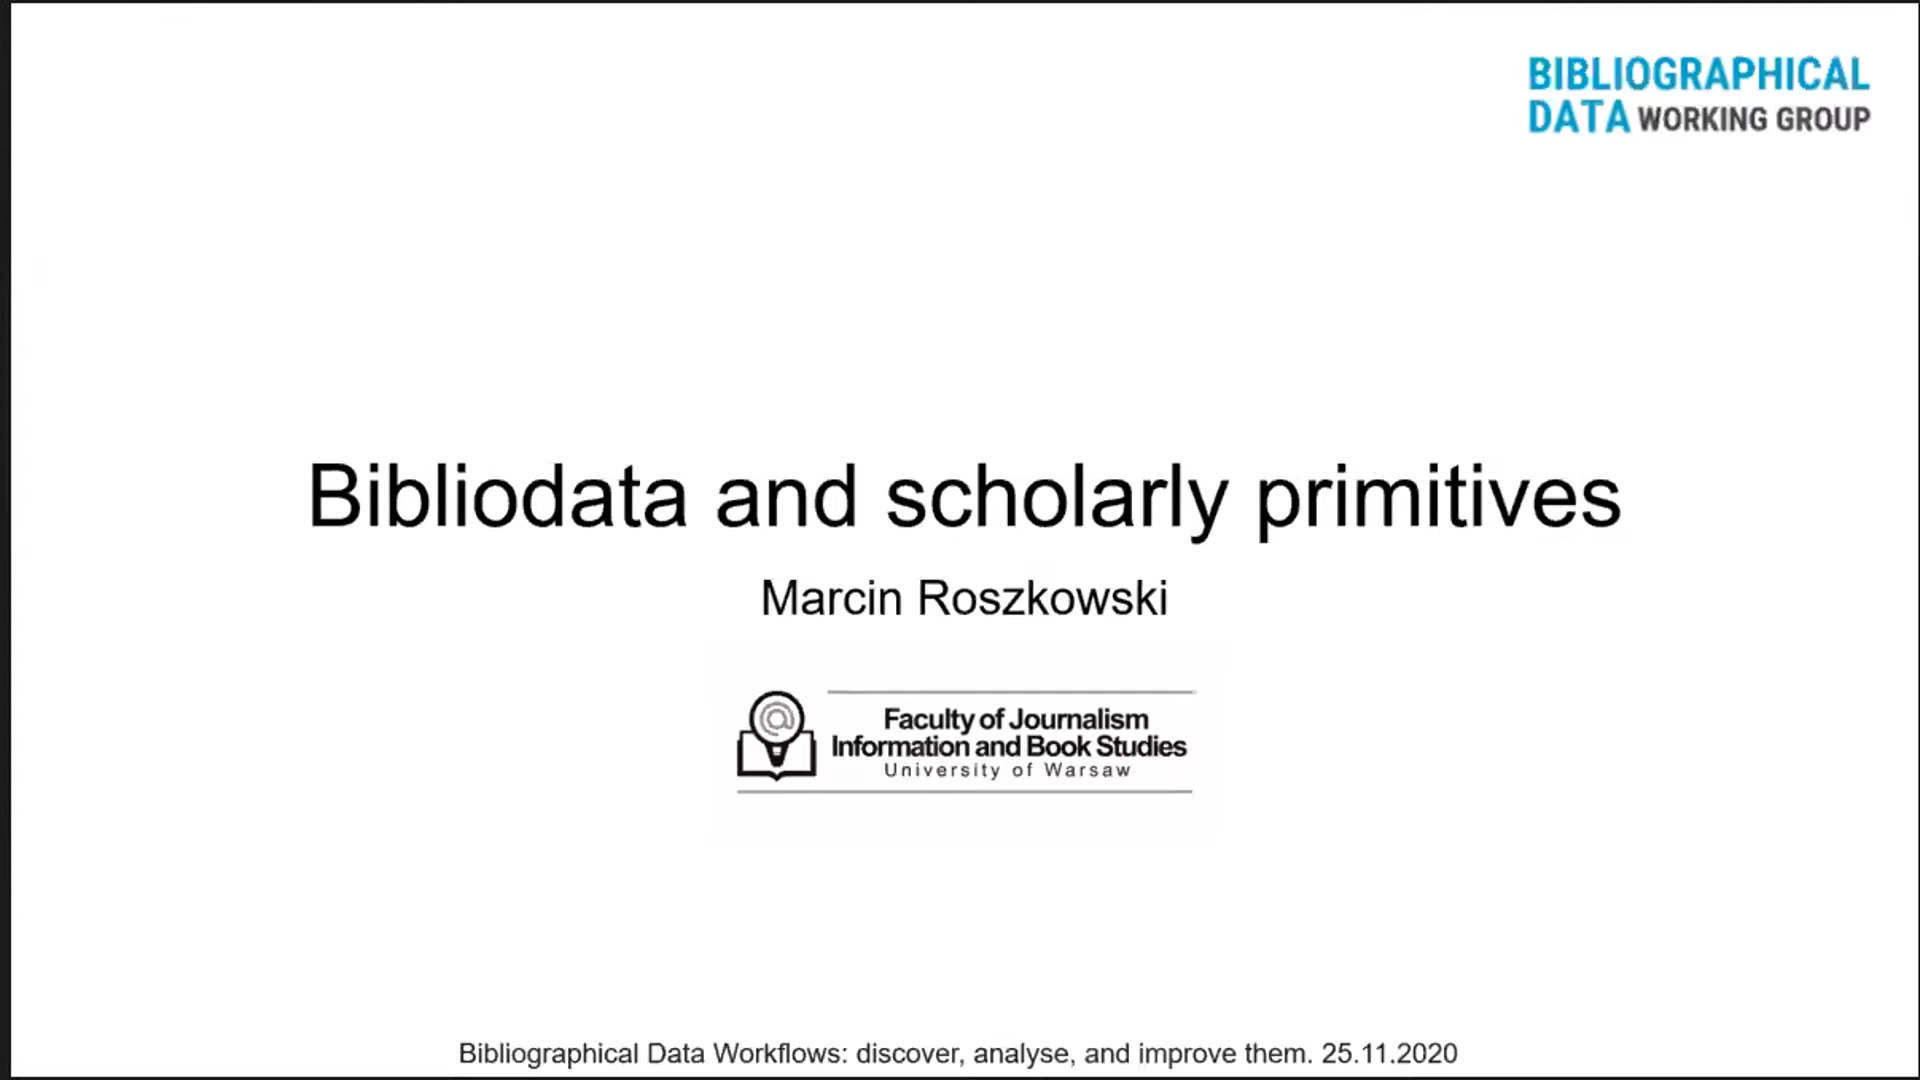 BIBLIOGRAPHICAL
DATA WORKING GROUP
Bibliodata and scholarly primitives
Marcin Roszkowski
Faculty of Journalism
Information and Book Studies
University of Warsaw
Bibliographical Data Workflows: discover, analyse, and improve them. 25.11.2020